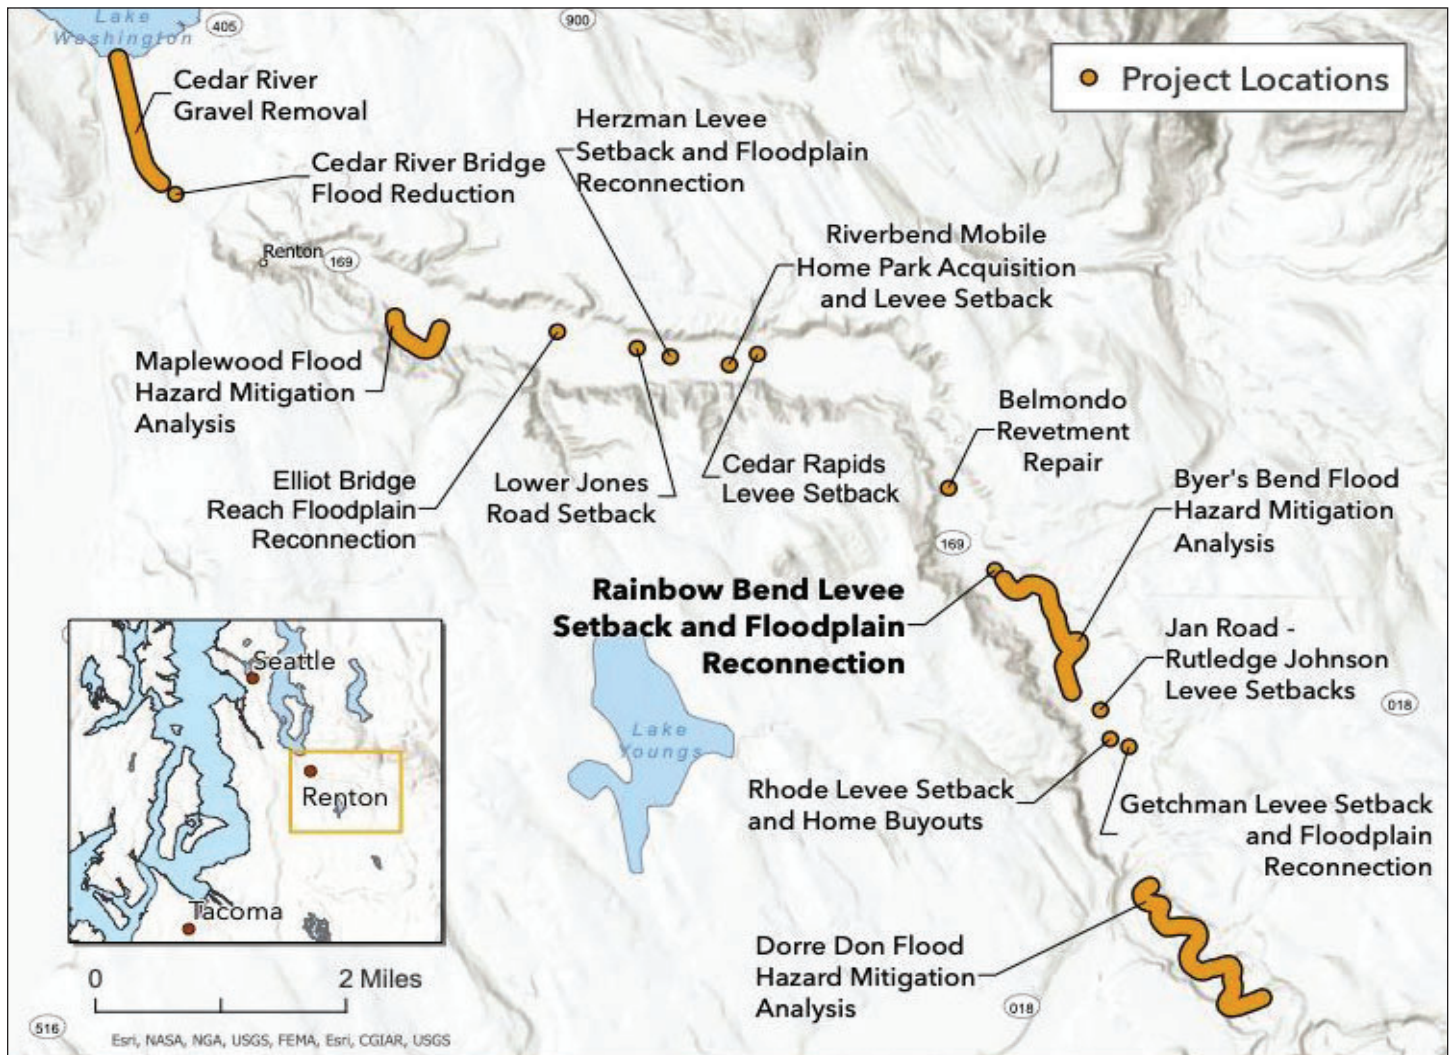 Lake
Washington
405
900
Project Locations
Cedar River
Gravel Removal
Cedar River Bridge
Flood Reduction
Herzman Levee
Setback and Floodplain
Reconnection
Riverbend Mobile
Home Park Acquisition
and Levee Setback
Renton
169
Maplewood Flood
Hazard Mitigation
Analysis
Elliot Bridge
Reach Floodplain
Reconnection
Lower Jones
Road Setback
Cedar Rapids
Levee Setback
Belmondo
Revetment
Repair
Byer's Bend Flood
Hazard Mitigation
Analysis
169
Rainbow Bend Levee
Setback and Floodplain
Reconnection
Jan Road -
Rutledge Johnson
Levee Setbacks
018
Lake
Youngs
Rhode Levee Setback
and Home Buyouts
Getchman Levee Setback
and Floodplain
Reconnection
Dorre Don Flood
Hazard Mitigation
Analysis
018
Seattle
Renton
Tacoma
0 2 Miles
516
Esri, NASA, NGA, USGS, FEMA, Esri, CGIAR, USGS